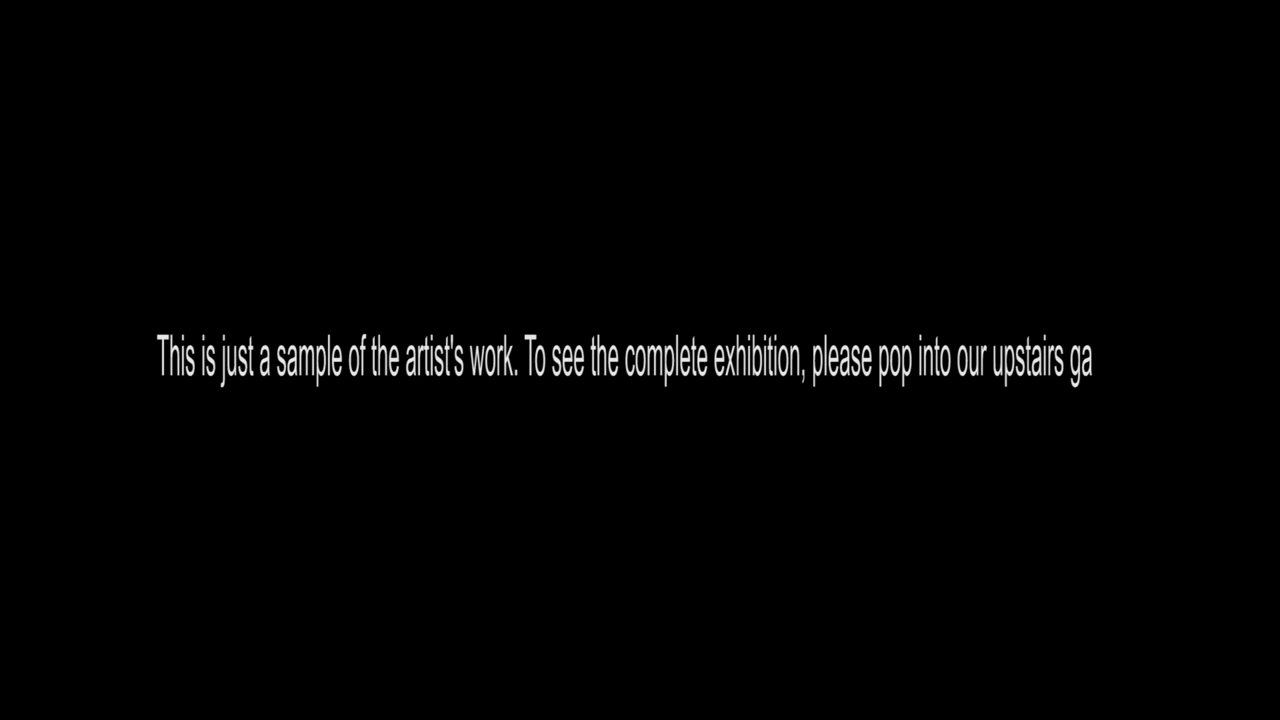 This is just a sample of the artist's work. To see the complete exhibition, please pop into our upstairs ga